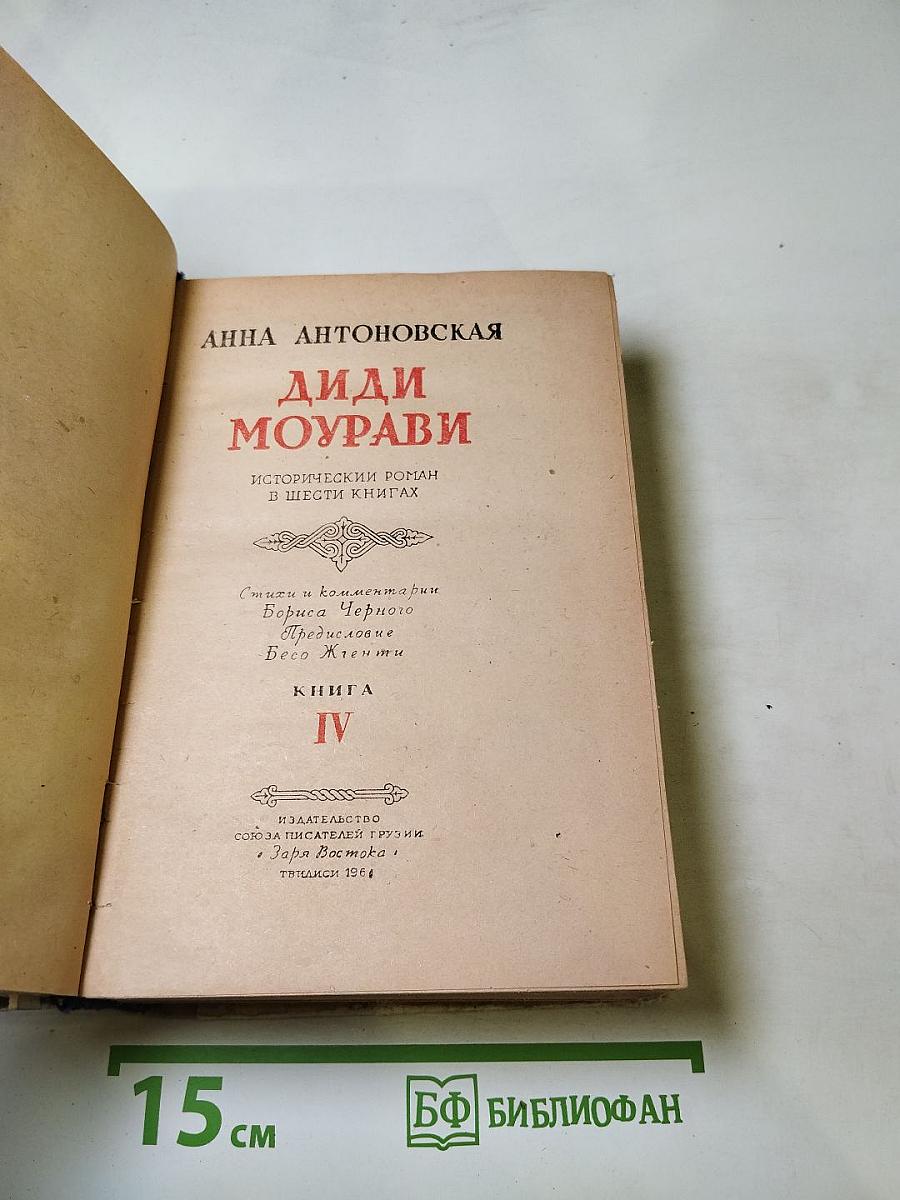 АННА АНТОНОВСКАЯ
ДИДИ
МОУРАВИ
ИСТОРИЧЕСКИЙ РОМАН
В ШЕСТИ КНИГАХ
Стихи и комментарии
Бориса Черного
Предисловие
Бесо Жгенти
КНИГА
IV
ИЗДАТЕЛЬСТВО
СОЮЗА ПИСАТЕЛЕЙ ГРУЗИИ
• Заря Востока •
ТБИЛИСИ
15 см
БФ БИБЛИОФАН